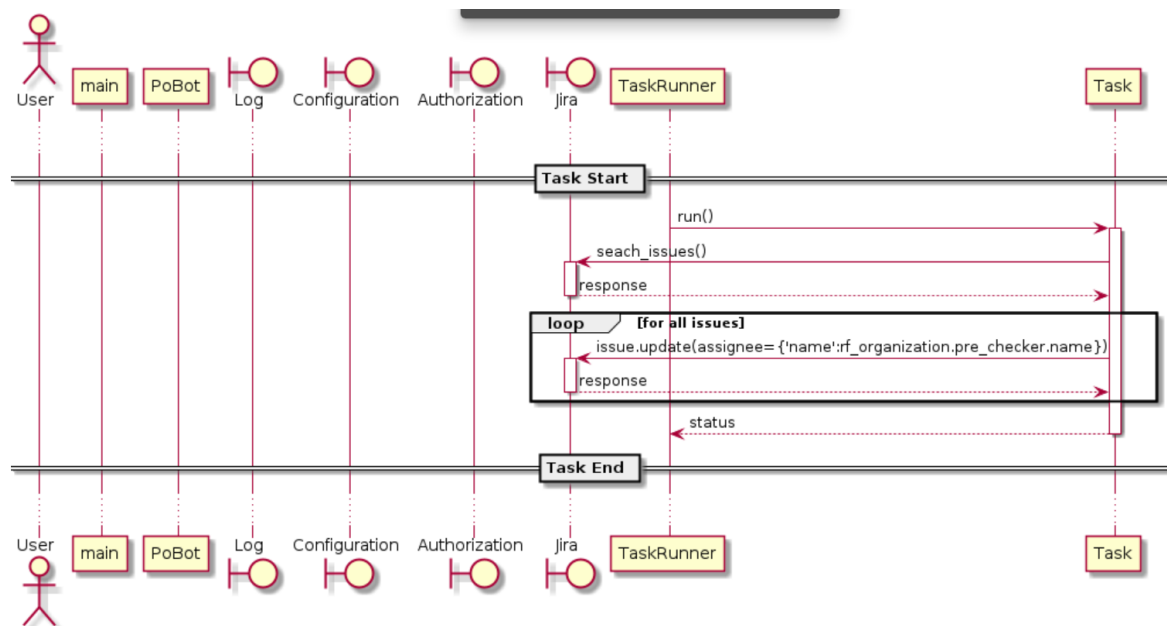 User
main
PoBot
Log
Configuration
Authorization
Jira
TaskRunner
Task
Task Start
run()
seach_issues()
response
loop
[for all issues]
issue.update(assignee={'name':rf_organization.pre_checker.name})
response
status
Task End
User
main
PoBot
Log
Configuration
Authorization
Jira
TaskRunner
Task